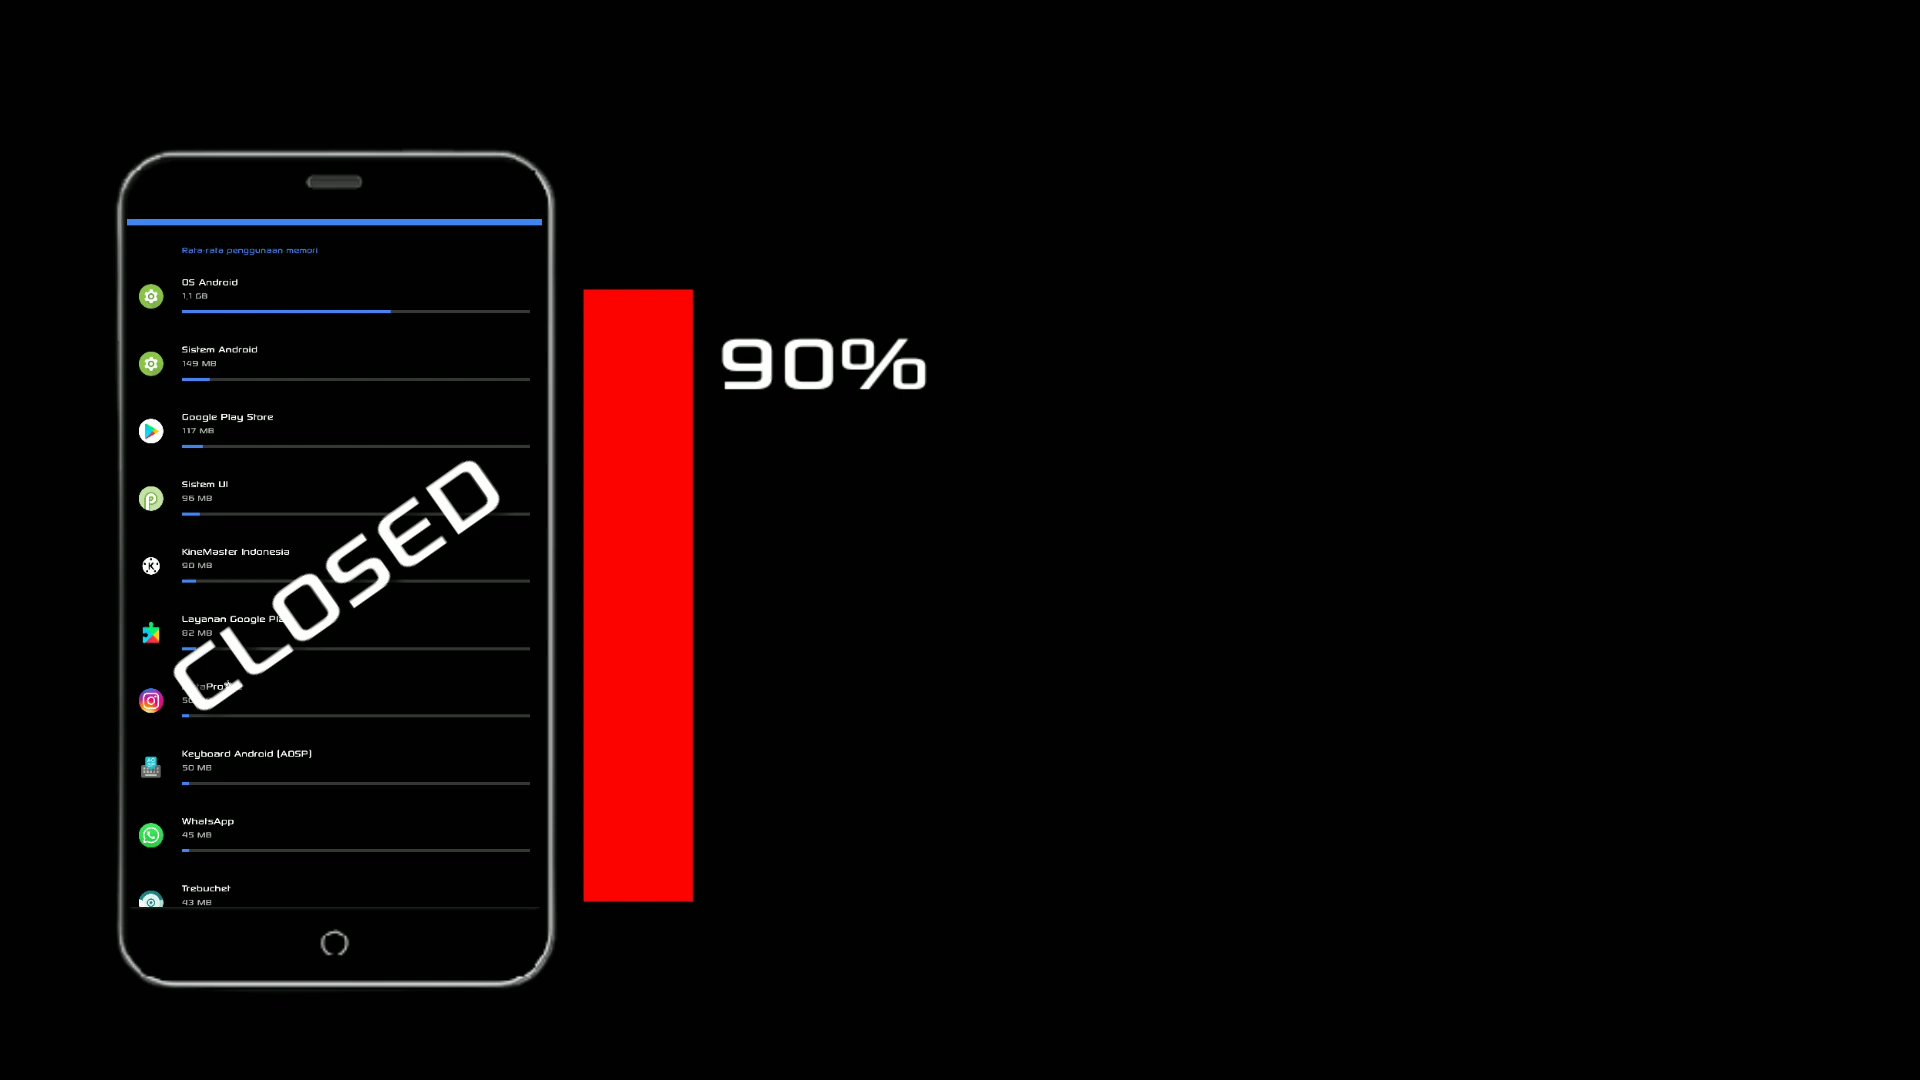 Rata-rata penggunaan memori
OS Android
1,1 GB
Sistem Android
149 MB
Google Play Store
117 MB
Sistem UI
96 MB
KineMaster Indonesia
90 MB
Layanan Google
82 MB
Keyboard Android (AOSP)
50 MB
WhatsApp
45 MB
Trebuchet
43 MB
CLOSED
90%